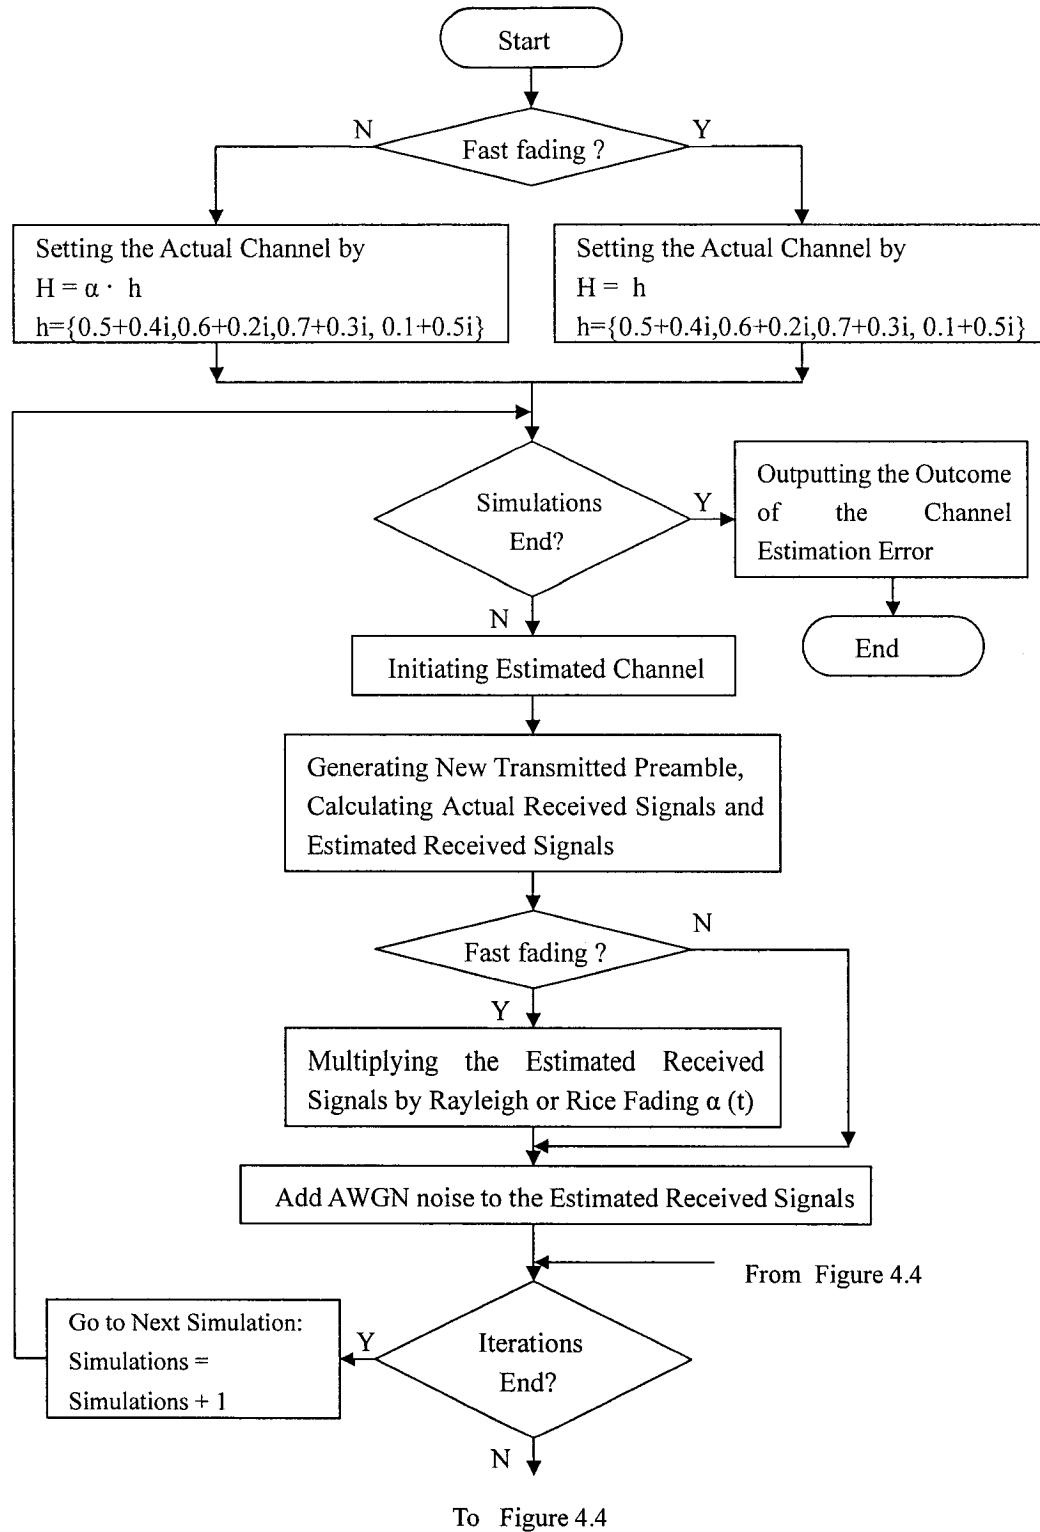 Start
N
Y
Fast fading ?
Setting the Actual Channel by
H = α · h
h={0.5+0.4i,0.6+0.2i,0.7+0.3i, 0.1+0.5i}
Setting the Actual Channel by
H = h
h={0.5+0.4i,0.6+0.2i,0.7+0.3i, 0.1+0.5i}
Simulations
End?
Y
Outputting the Outcome
of the Channel
Estimation Error
N
End
Initiating Estimated Channel
Generating New Transmitted Preamble,
Calculating Actual Received Signals and
Estimated Received Signals
N
Fast fading ?
Y
Multiplying the Estimated Received
Signals by Rayleigh or Rice Fading α (t)
Add AWGN noise to the Estimated Received Signals
From Figure 4.4
Go to Next Simulation:
Simulations =
Simulations + 1
Y
Iterations
End?
N
To Figure 4.4